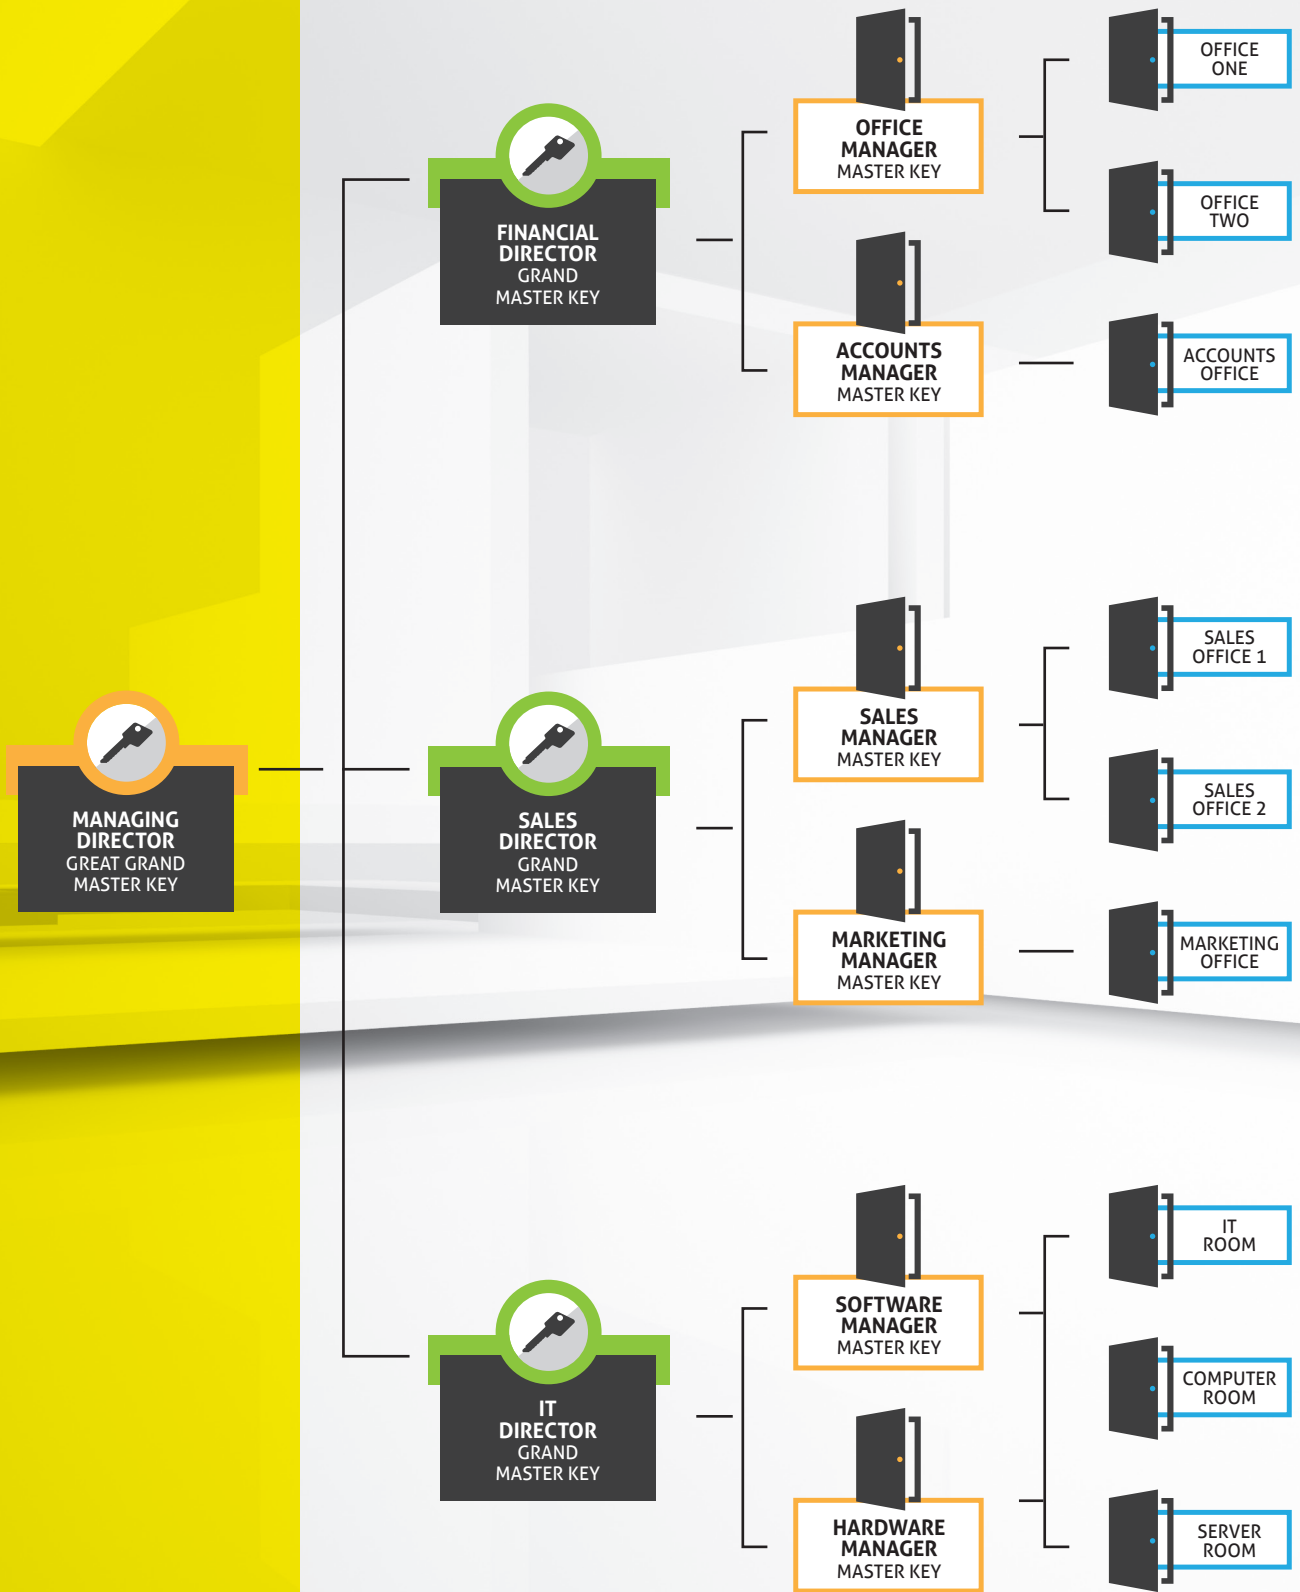 MANAGING
DIRECTOR
GREAT GRAND
MASTER KEY
FINANCIAL
DIRECTOR
GRAND
MASTER KEY
OFFICE
MANAGER
MASTER KEY
OFFICE
ONE
OFFICE
TWO
ACCOUNTS
MANAGER
MASTER KEY
ACCOUNTS
OFFICE
SALES
DIRECTOR
GRAND
MASTER KEY
SALES
MANAGER
MASTER KEY
SALES
OFFICE 1
SALES
OFFICE 2
MARKETING
MANAGER
MASTER KEY
MARKETING
OFFICE
IT
DIRECTOR
GRAND
MASTER KEY
SOFTWARE
MANAGER
MASTER KEY
HARDWARE
MANAGER
MASTER KEY
IT
ROOM
COMPUTER
ROOM
SERVER
ROOM